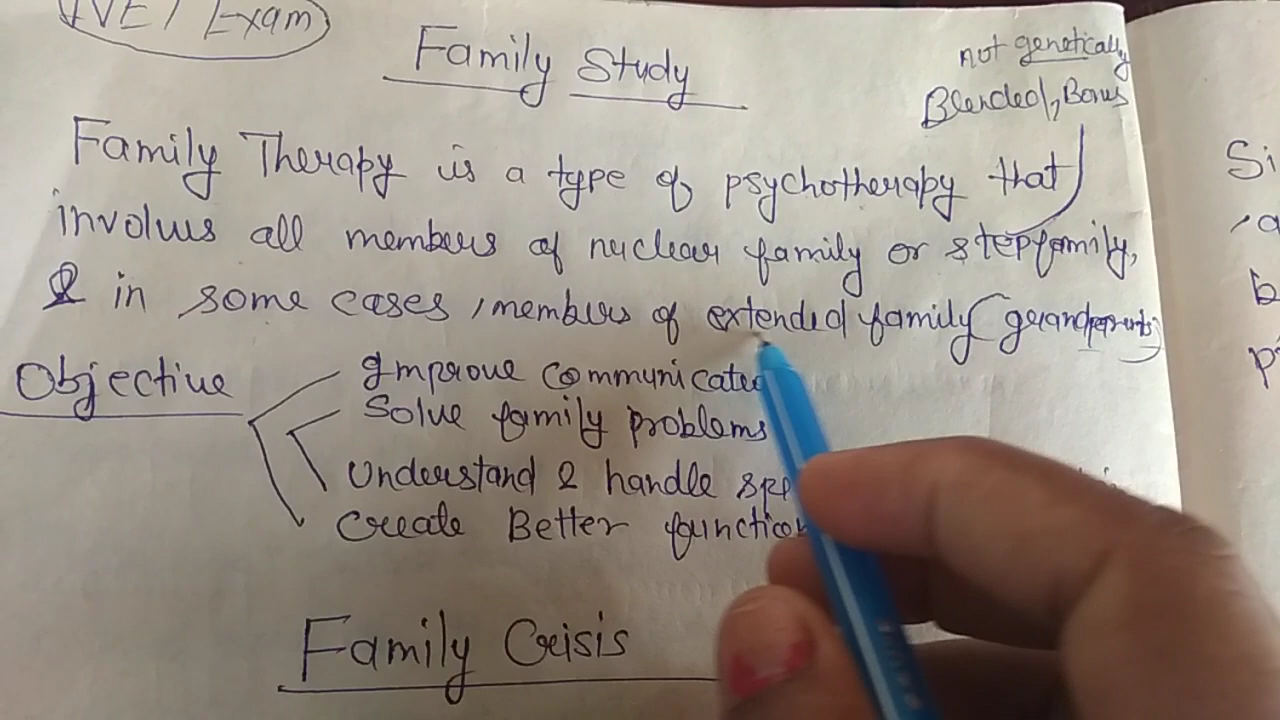 Exam
Family Study
not genetically
Blended, Bonus
Family Therapy is a type of psychotherapy that
involves all members of nuclear family or stepfamily,
& in some cases, members of extended family (grandparents)
Objective
Improve communicatio
Solve family problems
Understand & handle spe
Create Better function
Family Crisis
Si
b